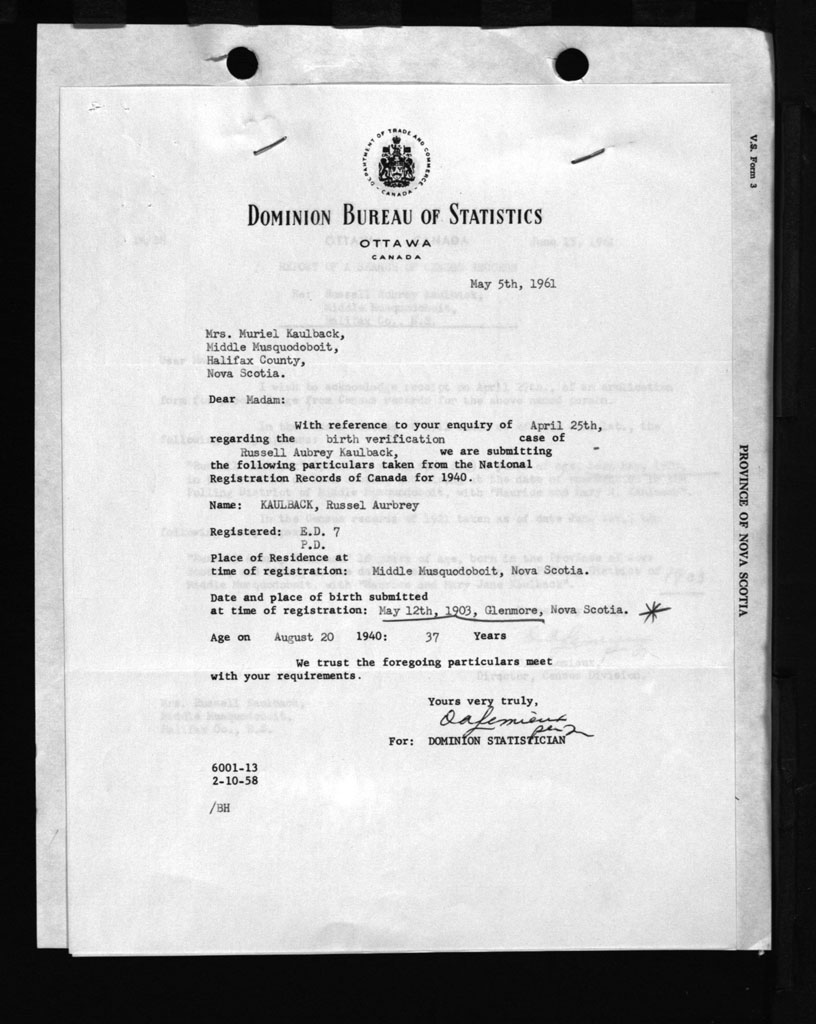 DEPARTMENT OF TRADE AND COMMERCE
CANADA
DOMINION BUREAU OF STATISTICS
OTTAWA
CANADA
May 5th, 1961
Mrs. Muriel Kaulback,
Middle Musquodoboit,
Halifax County,
Nova Scotia.
Dear Madam:
With reference to your enquiry of April 25th,
regarding the birth verification case of
Russell Aubrey Kaulback, we are submitting
the following particulars taken from the National
Registration Records of Canada for 1940.
Name: KAULBACK, Russel Aurbrey
Registered: E.D. 7
P.D.
Place of Residence at
time of registration: Middle Musquodoboit, Nova Scotia.
Date and place of birth submitted
at time of registration: May 12th, 1903, Glenmore, Nova Scotia. *
Age on August 20 1940: 37 Years
We trust the foregoing particulars meet
with your requirements.
Yours very truly,
OALemieux
per
For: DOMINION STATISTICIAN
6001-13
2-10-58
/BH
V.S. Form 3
PROVINCE OF NOVA SCOTIA